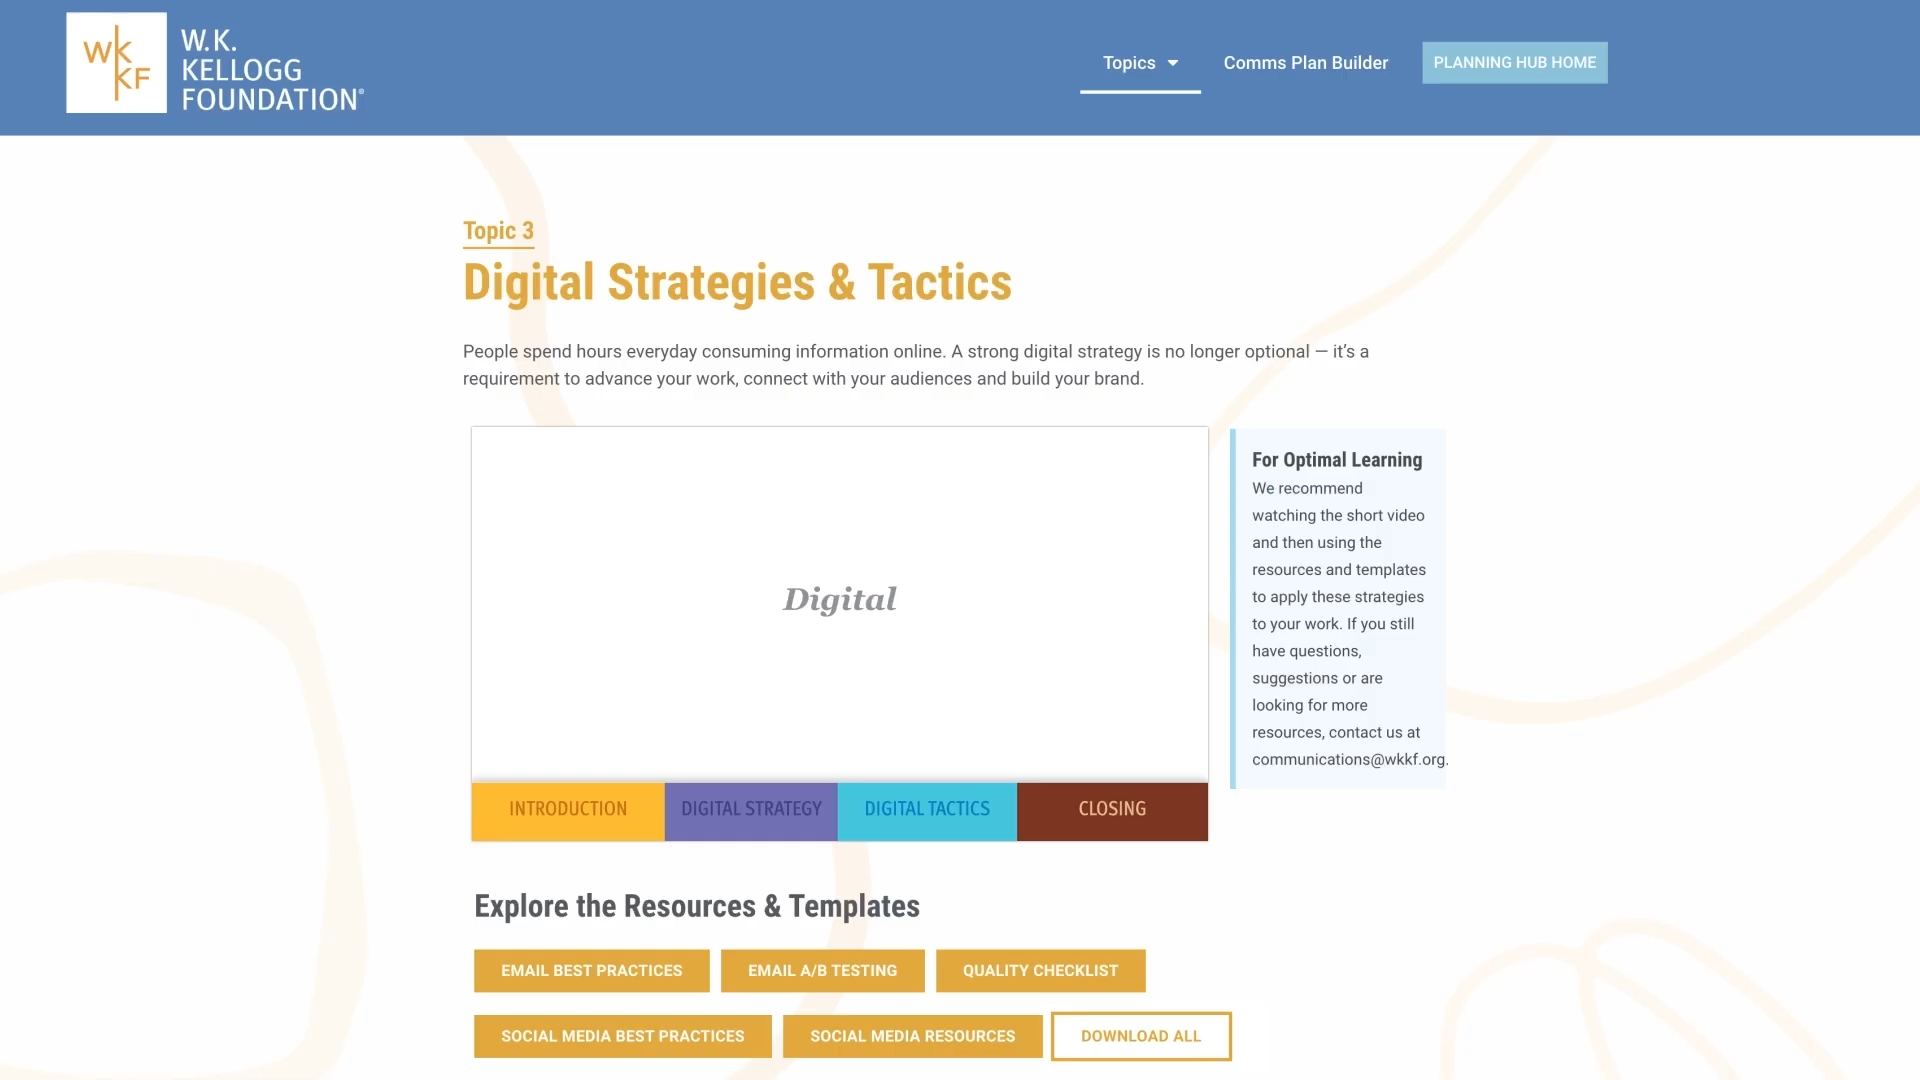 WK
KF
W.K.
KELLOGG
FOUNDATION®
Topics
Comms Plan Builder
PLANNING HUB HOME
Topic 3
Digital Strategies & Tactics
People spend hours everyday consuming information online. A strong digital strategy is no longer optional — it’s a
requirement to advance your work, connect with your audiences and build your brand.
Digital
INTRODUCTION
DIGITAL STRATEGY
DIGITAL TACTICS
CLOSING
For Optimal Learning
We recommend
watching the short video
and then using the
resources and templates
to apply these strategies
to your work. If you still
have questions,
suggestions or are
looking for more
resources, contact us at
communications@wkkf.org.
Explore the Resources & Templates
EMAIL BEST PRACTICES
EMAIL A/B TESTING
QUALITY CHECKLIST
SOCIAL MEDIA BEST PRACTICES
SOCIAL MEDIA RESOURCES
DOWNLOAD ALL